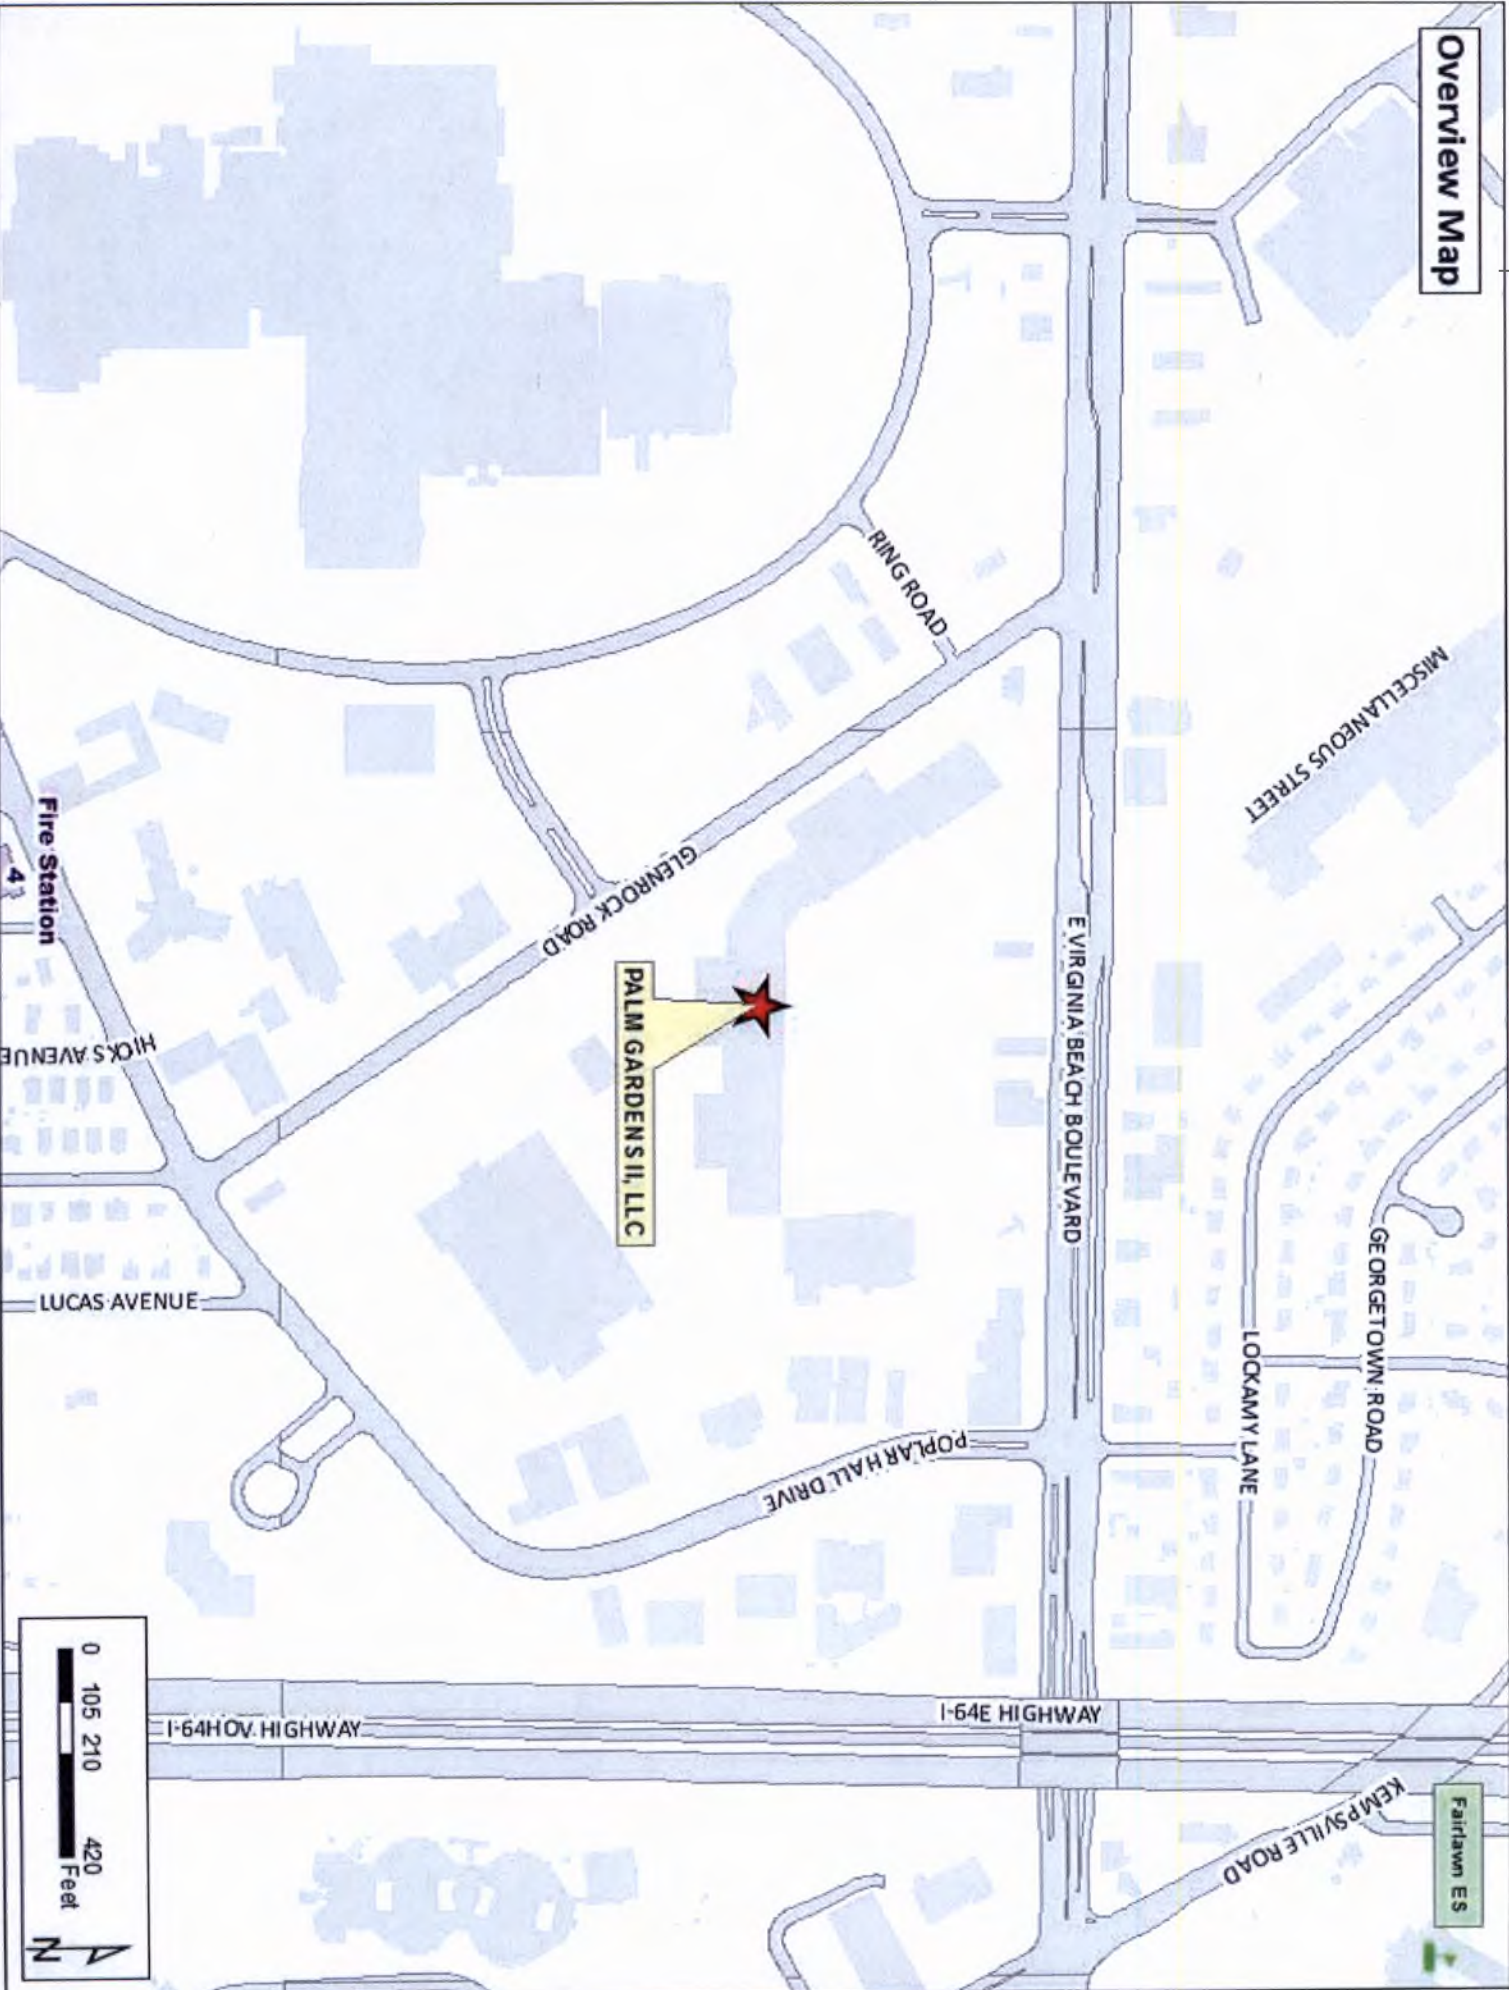 Overview Map
Fairlawn ES
KEMPSVILLE ROAD
MISCELLANEOUS STREET
GEORGETOWN ROAD
LOCKAMY LANE
E VIRGINIA BEACH BOULEVARD
I-64E HIGHWAY
RING ROAD
POPLAR HALL DRIVE
GLENROCK ROAD
PALM GARDENS II, LLC
I-64HOV HIGHWAY
LUCAS AVENUE
HICKS AVENUE
Fire Station
41
0 105 210 420
Feet
N